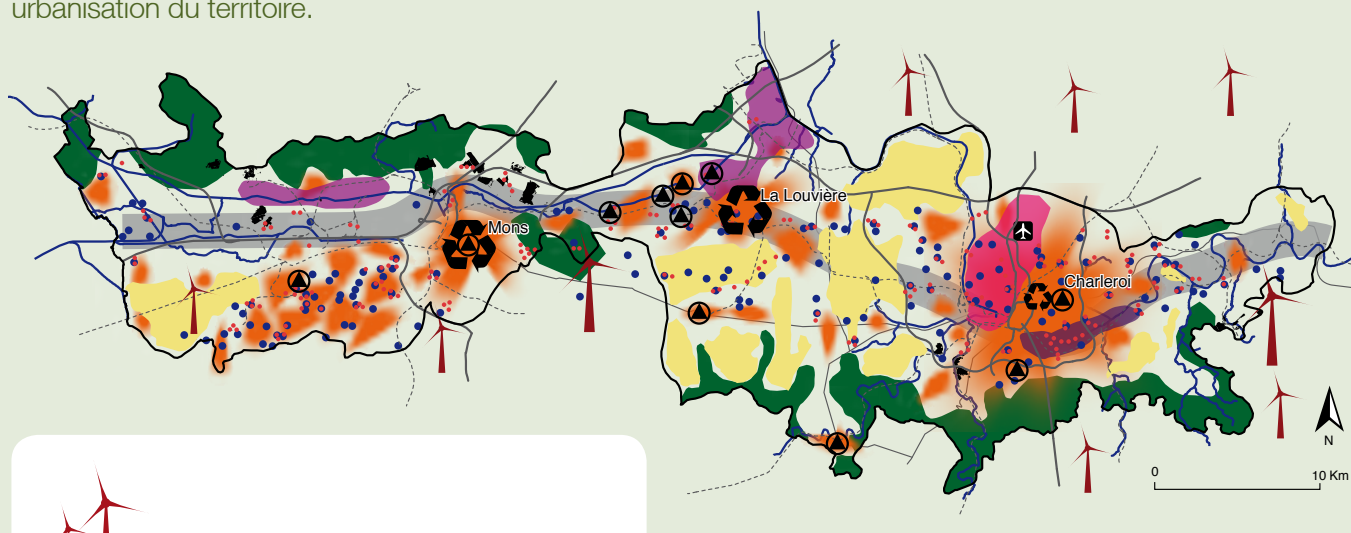 urbanisation du territoire.
La Louvière
Mons
Charleroi
N
0
10 Km